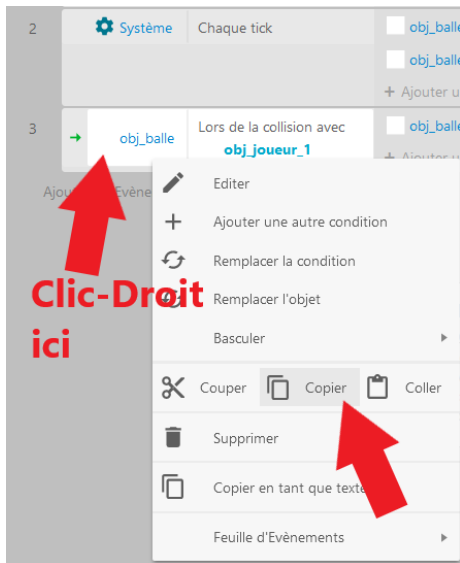 2 Système Chaque tick obj_balle
obj_balle
+ Ajouter u
3 obj_balle Lors de la collision avec obj_balle
obj_joueur_1
Ajou Evène
Editer
Ajouter une autre condition
Remplacer la condition
Remplacer l'objet
Basculer
Couper Copier Coller
Supprimer
Copier en tant que texte
Feuille d'Evènements
Clic-Droit
ici